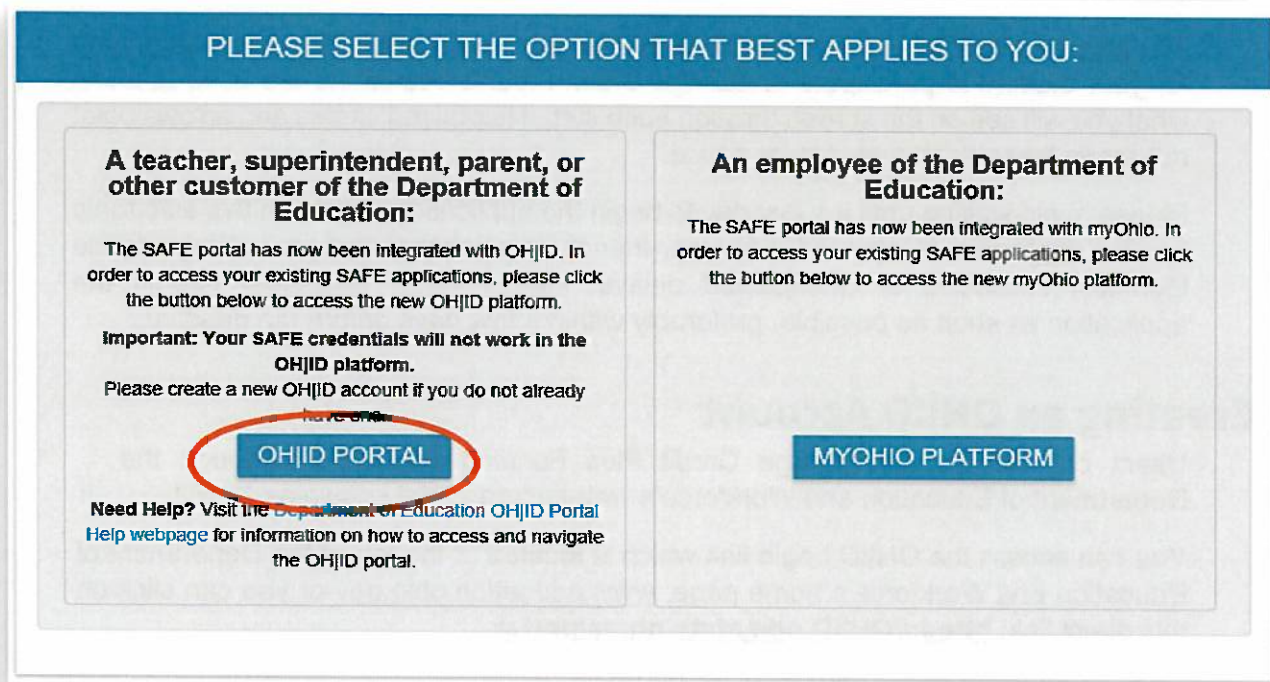 PLEASE SELECT THE OPTION THAT BEST APPLIES TO YOU:
A teacher, superintendent, parent, or
other customer of the Department of
Education:
The SAFE portal has now been integrated with OH|ID. In
order to access your existing SAFE applications, please click
the button below to access the new OH|ID platform.
Important: Your SAFE credentials will not work in the
OH|ID platform.
Please create a new OH|ID account if you do not already
have one.
OH|ID PORTAL
Need Help? Visit the Department of Education OH|ID Portal
Help webpage for information on how to access and navigate
the OH|ID portal.
An employee of the Department of
Education:
The SAFE portal has now been integrated with myOhio. In
order to access your existing SAFE applications, please click
the button below to access the new myOhio platform.
MYOHIO PLATFORM